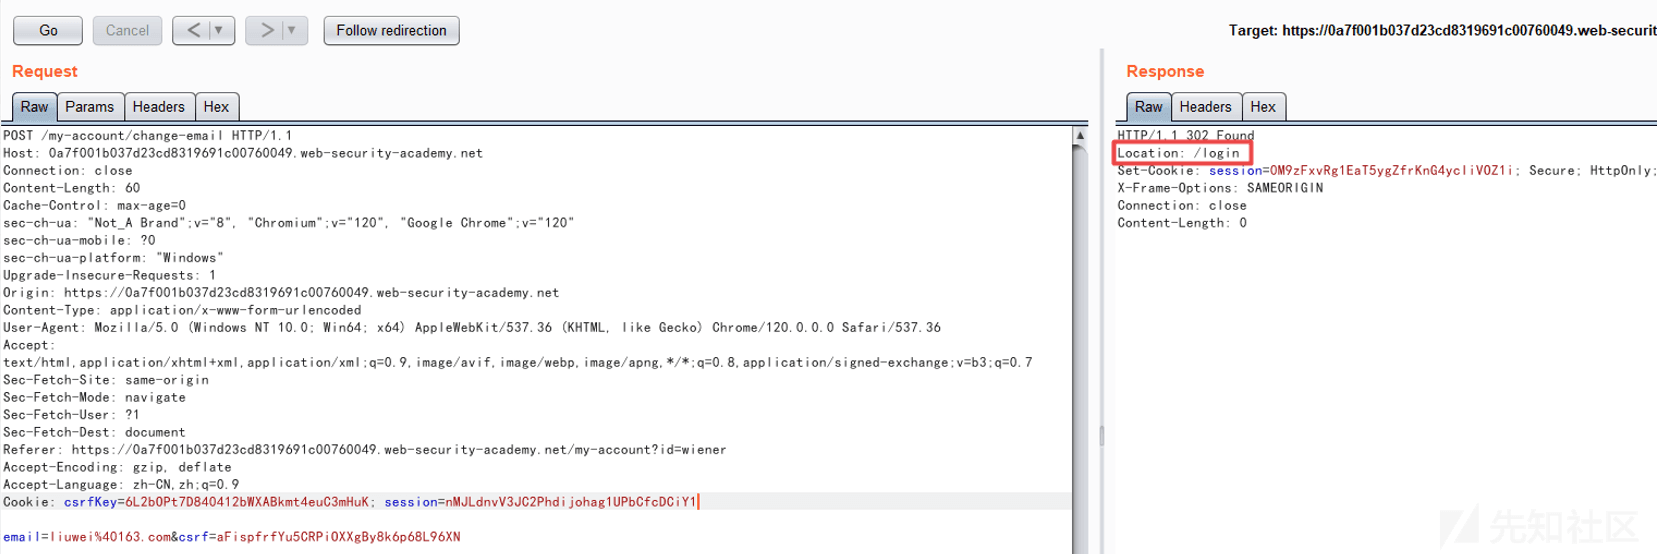 Go Cancel < ▼ > ▼ Follow redirection
Target: https://0a7f001b037d23cd8319691c00760049.web-securit
Request
Raw Params Headers Hex
POST /my-account/change-email HTTP/1.1
Host: 0a7f001b037d23cd8319691c00760049.web-security-academy.net
Connection: close
Content-Length: 60
Cache-Control: max-age=0
sec-ch-ua: "Not_A Brand";v="8", "Chromium";v="120", "Google Chrome";v="120"
sec-ch-ua-mobile: ?0
sec-ch-ua-platform: "Windows"
Upgrade-Insecure-Requests: 1
Origin: https://0a7f001b037d23cd8319691c00760049.web-security-academy.net
Content-Type: application/x-www-form-urlencoded
User-Agent: Mozilla/5.0 (Windows NT 10.0; Win64; x64) AppleWebKit/537.36 (KHTML, like Gecko) Chrome/120.0.0.0 Safari/537.36
Accept:
text/html,application/xhtml+xml,application/xml;q=0.9,image/avif,image/webp,image/apng,*/*;q=0.8,application/signed-exchange;v=b3;q=0.7
Sec-Fetch-Site: same-origin
Sec-Fetch-Mode: navigate
Sec-Fetch-User: ?1
Sec-Fetch-Dest: document
Referer: https://0a7f001b037d23cd8319691c00760049.web-security-academy.net/my-account?id=wiener
Accept-Encoding: gzip, deflate
Accept-Language: zh-CN,zh;q=0.9
Cookie: csrfKey=6L2bOPt7D840412bWXABkmt4euC3mHuK; session=nMJLdnvV3JC2Phdijohag1UPbCfcDCiY1
email=liuwei%40163.com&csrf=aFispfrfYu5CRPiOXXgBy8k6p68L96XN
Response
Raw Headers Hex
HTTP/1.1 302 Found
Location: /login
Set-Cookie: session=OM9zFxvRg1EaT5ygZfrKnG4ycIiVOZ1i; Secure; HttpOnly;
X-Frame-Options: SAMEORIGIN
Connection: close
Content-Length: 0
先知社区